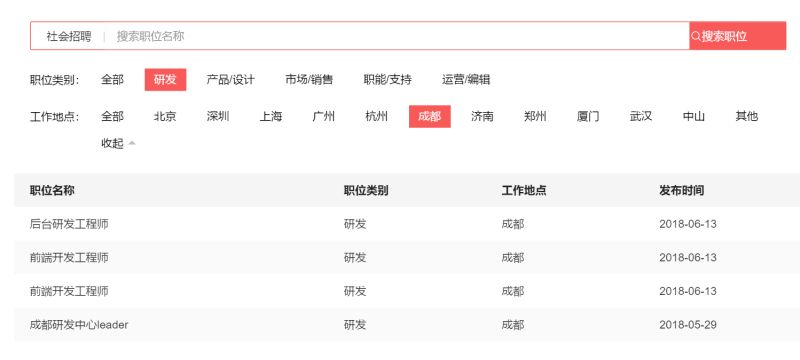 社会招聘 | 搜索职位名称 搜索职位
职位类别： 全部 研发 产品/设计 市场/销售 职能/支持 运营/编辑
工作地点： 全部 北京 深圳 上海 广州 杭州 成都 济南 郑州 厦门 武汉 中山 其他
收起
职位名称 职位类别 工作地点 发布时间
后台研发工程师 研发 成都 2018-06-13
前端开发工程师 研发 成都 2018-06-13
前端开发工程师 研发 成都 2018-06-13
成都研发中心leader 研发 成都 2018-05-29